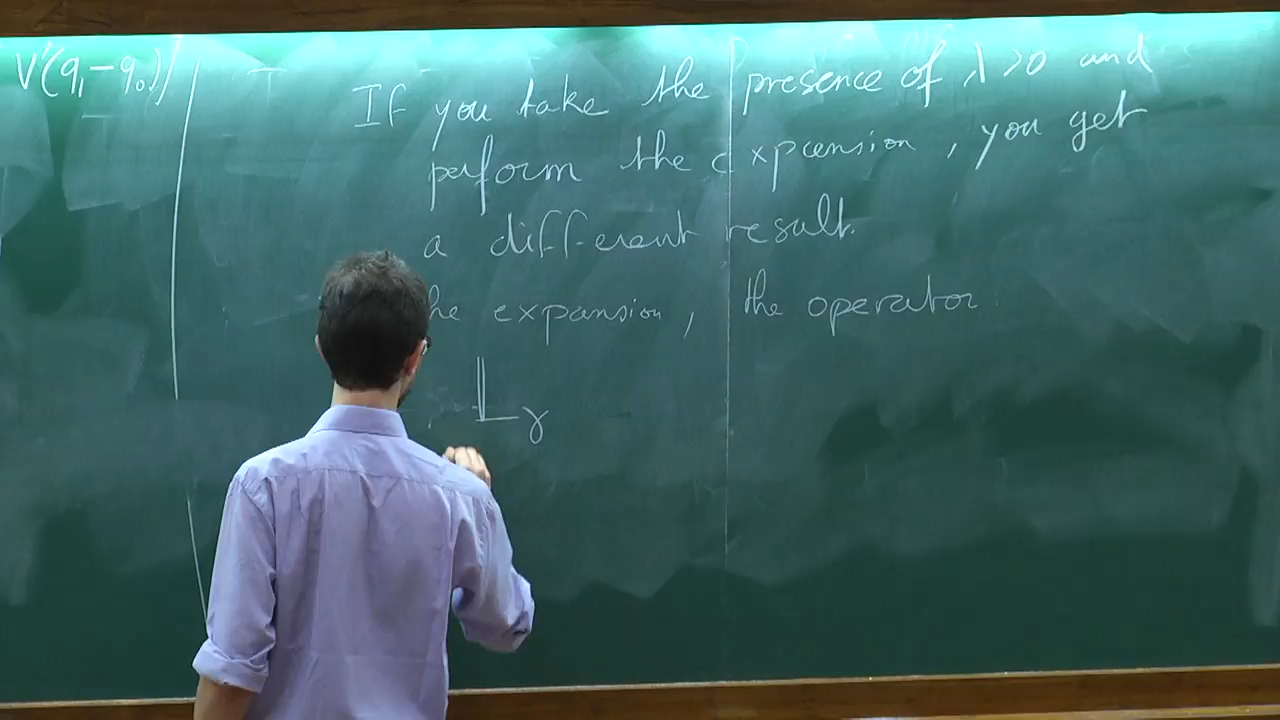 V'(q₁-q₀)
If you take the presence of λ>0 and
perform the expansion, you get
a different result.
he expansion, the operator
𝕃γ